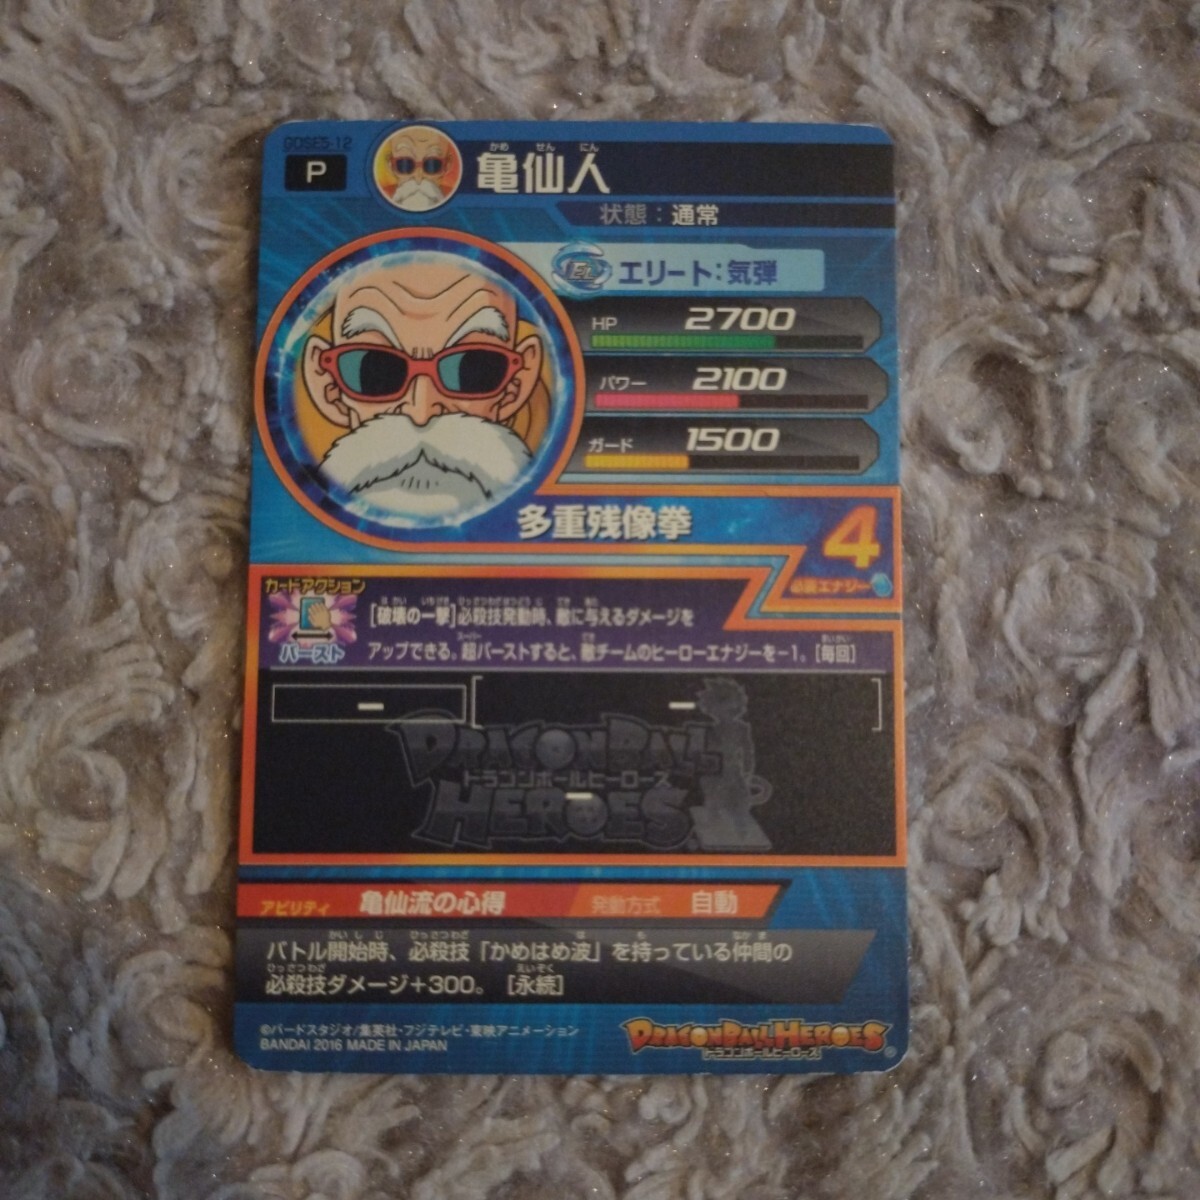 GDSE5-12
P
亀仙人
かめ せん にん
状態：通常
エリート：気弾
HP 2700
パワー 2100
ガード 1500
多重残像拳
4
必要エナジー
カードアクション
バースト
[破壊の一撃]必殺技発動時、敵に与えるダメージを
アップできる。超バーストすると、敵チームのヒーローエナジーを−1。[毎回]
−
−
DRAGONBALL
ドラゴンボールヒーローズ
HEROES
−
アビリティ 亀仙流の心得 発動方式 自動
バトル開始時、必殺技「かめはめ波」を持っている仲間の
必殺技ダメージ+300。［永続］
©バードスタジオ/集英社・フジテレビ・東映アニメーション
BANDAI 2016 MADE IN JAPAN
DRAGONBALL HEROES
ドラゴンボールヒーローズ